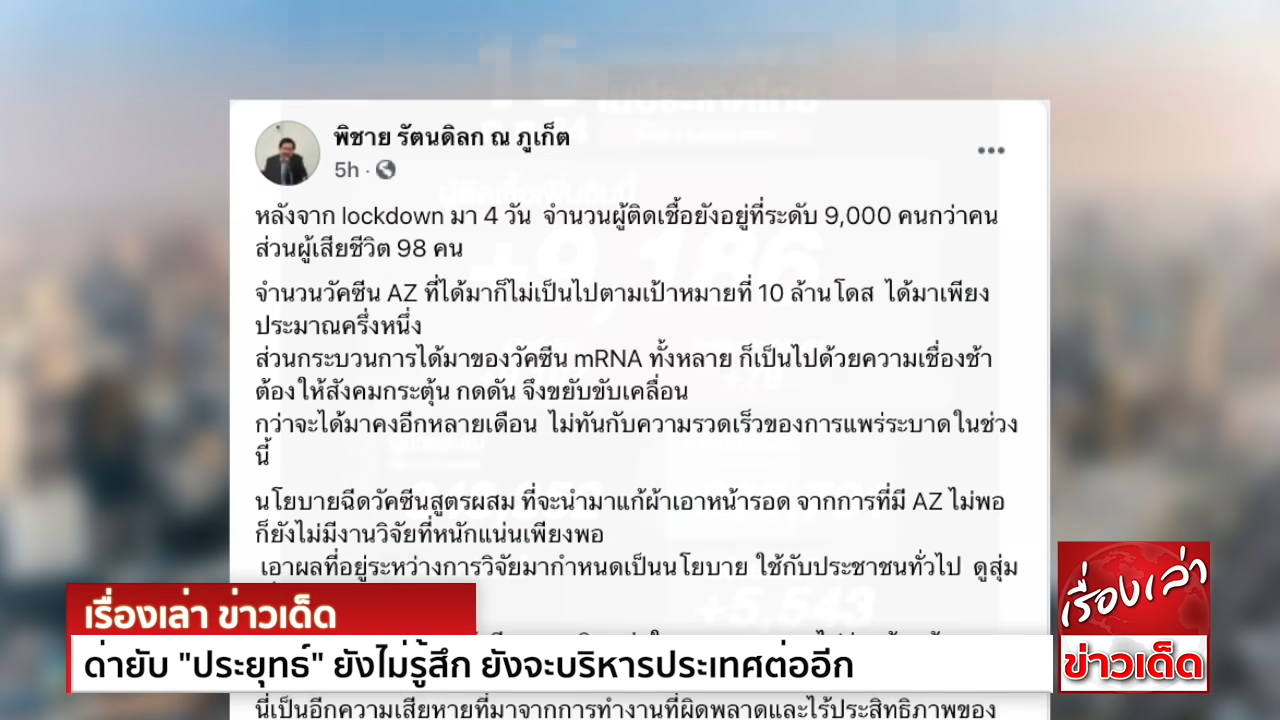 พิชาย รัตนดิลก ณ ภูเก็ต
5h ·
หลังจาก lockdown มา 4 วัน จำนวนผู้ติดเชื้อยังอยู่ที่ระดับ 9,000 คนกว่าคน
ส่วนผู้เสียชีวิต 98 คน
จำนวนวัคซีน AZ ที่ได้มาก็ไม่เป็นไปตามเป้าหมายที่ 10 ล้านโดส ได้มาเพียง
ประมาณครึ่งหนึ่ง
ส่วนกระบวนการได้มาของวัคซีน mRNA ทั้งหลาย ก็เป็นไปด้วยความเชื่องช้า
ต้องให้สังคมกระตุ้น กดดัน จึงขยับขับเคลื่อน
กว่าจะได้มาคงอีกหลายเดือน ไม่ทันกับความรวดเร็วของการแพร่ระบาดในช่วง
นี้
นโยบายฉีดวัคซีนสูตรผสม ที่จะนำมาแก้ผ้าเอาหน้ารอด จากการที่มี AZ ไม่พอ
ก็ยังไม่มีงานวิจัยที่หนักแน่นเพียงพอ
เอาผลที่อยู่ระหว่างการวิจัยมากำหนดเป็นนโยบาย ใช้กับประชาชนทั่วไป ดูสุ่ม
เรื่องเล่า ข่าวเด็ด
ด่ายับ "ประยุทธ์" ยังไม่รู้สึก ยังจะบริหารประเทศต่ออีก
นี่เป็นอีกความเสียหายที่มาจากการทำงานที่ผิดพลาดและไร้ประสิทธิภาพของ
เรื่องเล่า
ข่าวเด็ด